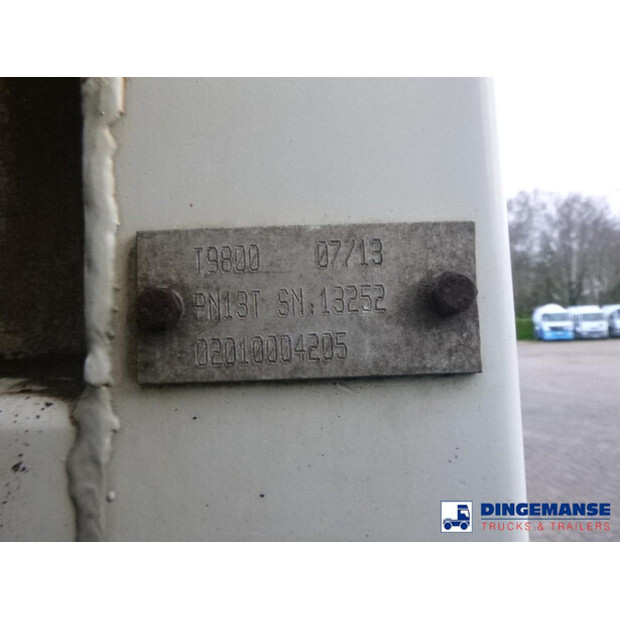 T9800 07/13
PN13T SN:13252
02010004205
DINGEMANSE
TRUCKS & TRAILERS